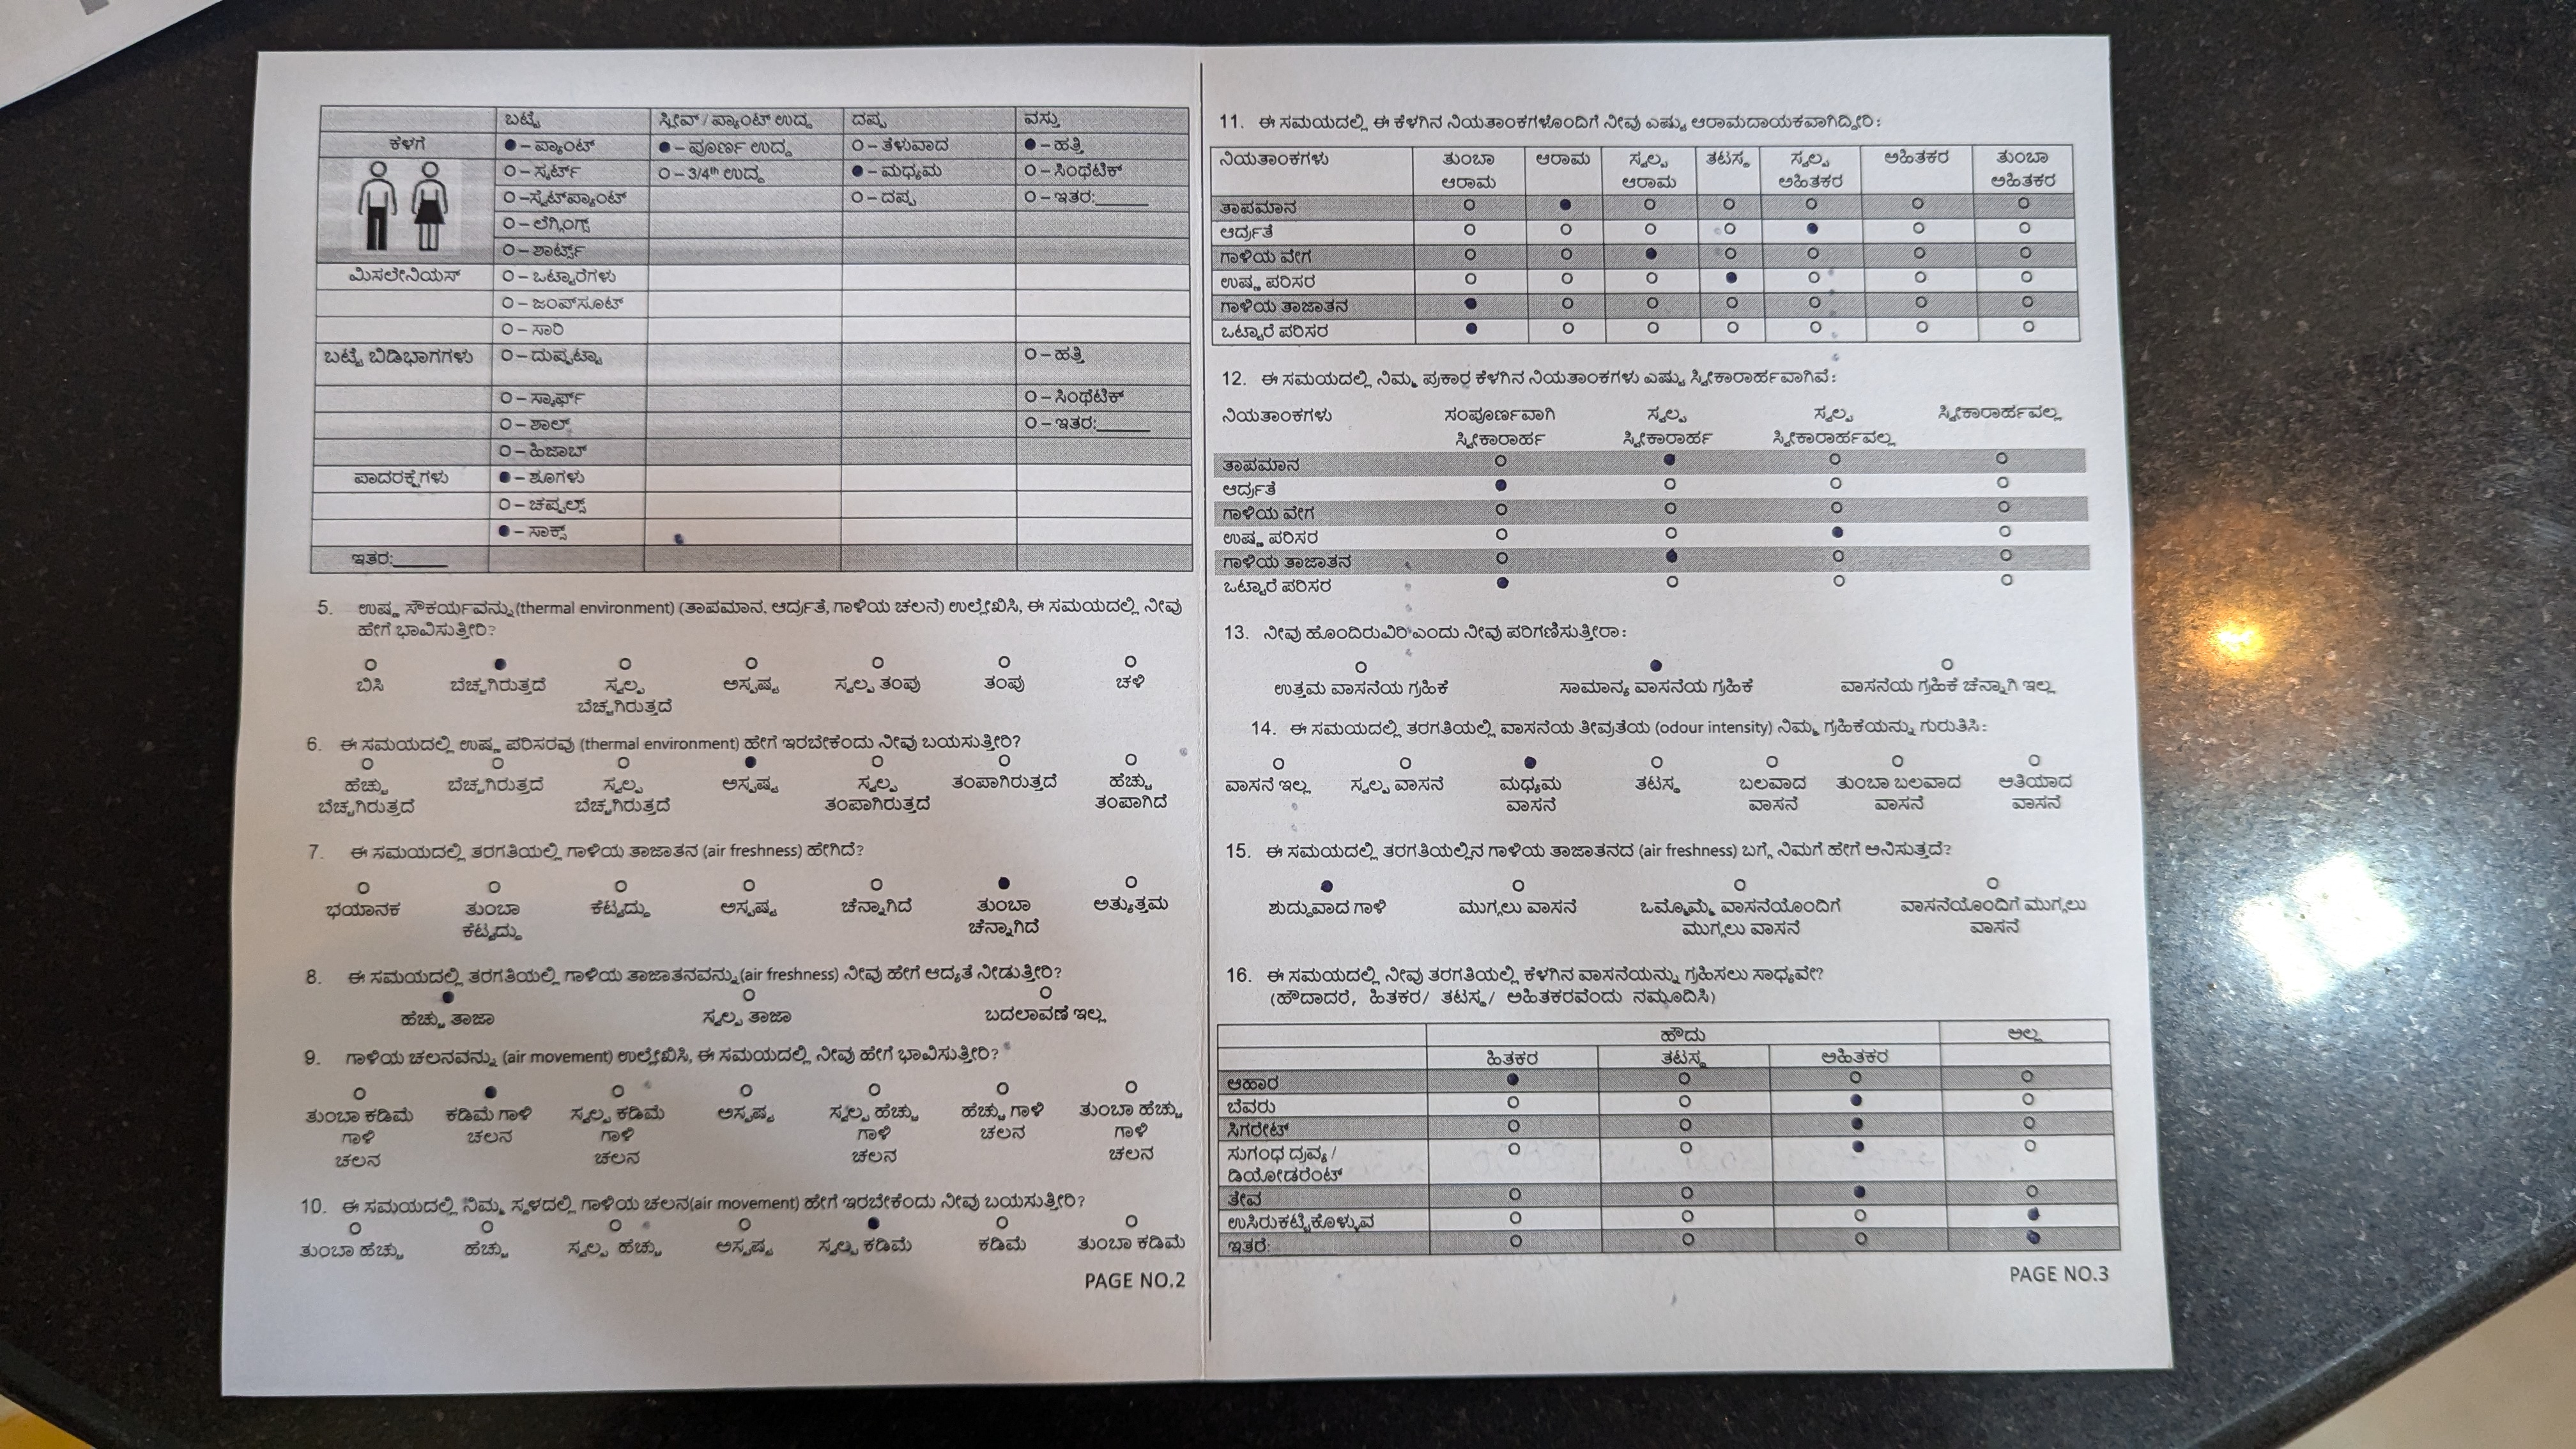 ಬಟ್ಟೆ ಸ್ಲೀವ್ / ಪ್ಯಾಂಟ್ ಉದ್ದ ದಪ್ಪ ವಸ್ತು
ಕೆಳಗೆ ●– ಪ್ಯಾಂಟ್ ●– ಪೂರ್ಣ ಉದ್ದ O – ತೆಳುವಾದ ●– ಹತ್ತಿ
O – ಸ್ಕರ್ಟ್ O – 3/4th ಉದ್ದ ●– ಮಧ್ಯಮ O – ಸಿಂಥೆಟಿಕ್
O –ಸ್ವೆಟ್‌ಪ್ಯಾಂಟ್ O – ದಪ್ಪ O – ಇತರ:______
O – ಲೆಗ್ಗಿಂಗ್ಸ್
O – ಶಾರ್ಟ್ಸ್
ಮಿಸಲೇನಿಯಸ್ O – ಒಟ್ಟಾರೆಗಳು
O – ಜಂಪ್‌ಸೂಟ್
O – ಸಾರಿ
ಬಟ್ಟೆ ಬಿಡಿಭಾಗಗಳು O – ದುಪ್ಪಟ್ಟಾ O – ಹತ್ತಿ
O – ಸ್ಕಾರ್ಫ್ O – ಸಿಂಥೆಟಿಕ್
O – ಶಾಲ್ O – ಇತರ:______
O – ಹಿಜಾಬ್
ಪಾದರಕ್ಷೆಗಳು ●– ಶೂಗಳು
O – ಚಪ್ಪಲ್ಸ್
●– ಸಾಕ್ಸ್
ಇತರ:______
5. ಉಷ್ಣ ಸೌಕರ್ಯವನ್ನು (thermal environment) (ತಾಪಮಾನ, ಆರ್ದ್ರತೆ, ಗಾಳಿಯ ಚಲನೆ) ಉಲ್ಲೇಖಿಸಿ, ಈ ಸಮಯದಲ್ಲಿ ನೀವು
ಹೇಗೆ ಭಾವಿಸುತ್ತೀರಿ?
O ● O O O O O
ಬಿಸಿ ಬೆಚ್ಚಗಿರುತ್ತದೆ ಸ್ವಲ್ಪ ಅಸ್ಪಷ್ಟ ಸ್ವಲ್ಪ ತಂಪು ತಂಪು ಚಳಿ
ಬೆಚ್ಚಗಿರುತ್ತದೆ
6. ಈ ಸಮಯದಲ್ಲಿ ಉಷ್ಣ ಪರಿಸರವು (thermal environment) ಹೇಗೆ ಇರಬೇಕೆಂದು ನೀವು ಬಯಸುತ್ತೀರಿ?
O O O ● O O O
ಹೆಚ್ಚು ಬೆಚ್ಚಗಿರುತ್ತದೆ ಸ್ವಲ್ಪ ಅಸ್ಪಷ್ಟ ಸ್ವಲ್ಪ ತಂಪಾಗಿರುತ್ತದೆ ಹೆಚ್ಚು
ಬೆಚ್ಚಗಿರುತ್ತದೆ ಬೆಚ್ಚಗಿರುತ್ತದೆ ತಂಪಾಗಿರುತ್ತದೆ ತಂಪಾಗಿದೆ
7. ಈ ಸಮಯದಲ್ಲಿ ತರಗತಿಯಲ್ಲಿ ಗಾಳಿಯ ತಾಜಾತನ (air freshness) ಹೇಗಿದೆ?
O O O O O ● O
ಭಯಾನಕ ತುಂಬಾ ಕೆಟ್ಟದ್ದು ಅಸ್ಪಷ್ಟ ಚೆನ್ನಾಗಿದೆ ತುಂಬಾ ಅತ್ಯುತ್ತಮ
ಕೆಟ್ಟದ್ದು ಚೆನ್ನಾಗಿದೆ
8. ಈ ಸಮಯದಲ್ಲಿ ತರಗತಿಯಲ್ಲಿ ಗಾಳಿಯ ತಾಜಾತನವನ್ನು (air freshness) ನೀವು ಹೇಗೆ ಆದ್ಯತೆ ನೀಡುತ್ತೀರಿ?
● O O
ಹೆಚ್ಚು ತಾಜಾ ಸ್ವಲ್ಪ ತಾಜಾ ಬದಲಾವಣೆ ಇಲ್ಲ
9. ಗಾಳಿಯ ಚಲನವನ್ನು (air movement) ಉಲ್ಲೇಖಿಸಿ, ಈ ಸಮಯದಲ್ಲಿ ನೀವು ಹೇಗೆ ಭಾವಿಸುತ್ತೀರಿ?
O ● O O O O O
ತುಂಬಾ ಕಡಿಮೆ ಕಡಿಮೆ ಗಾಳಿ ಸ್ವಲ್ಪ ಕಡಿಮೆ ಅಸ್ಪಷ್ಟ ಸ್ವಲ್ಪ ಹೆಚ್ಚು ಹೆಚ್ಚು ಗಾಳಿ ತುಂಬಾ ಹೆಚ್ಚು
ಗಾಳಿ ಚಲನ ಗಾಳಿ ಗಾಳಿ ಚಲನ ಗಾಳಿ
ಚಲನ ಚಲನ ಚಲನ ಚಲನ
10. ಈ ಸಮಯದಲ್ಲಿ ನಿಮ್ಮ ಸ್ಥಳದಲ್ಲಿ ಗಾಳಿಯ ಚಲನ(air movement) ಹೇಗೆ ಇರಬೇಕೆಂದು ನೀವು ಬಯಸುತ್ತೀರಿ?
O O O O ● O O
ತುಂಬಾ ಹೆಚ್ಚು ಹೆಚ್ಚು ಸ್ವಲ್ಪ ಹೆಚ್ಚು ಅಸ್ಪಷ್ಟ ಸ್ವಲ್ಪ ಕಡಿಮೆ ಕಡಿಮೆ ತುಂಬಾ ಕಡಿಮೆ
PAGE NO.2
11. ಈ ಸಮಯದಲ್ಲಿ ಈ ಕೆಳಗಿನ ನಿಯತಾಂಕಗಳೊಂದಿಗೆ ನೀವು ಎಷ್ಟು ಆರಾಮದಾಯಕವಾಗಿದ್ದೀರಿ:
ನಿಯತಾಂಕಗಳು ತುಂಬಾ ಆರಾಮ ಸ್ವಲ್ಪ ತಟಸ್ಥ ಸ್ವಲ್ಪ ಅಹಿತಕರ ತುಂಬಾ
ಆರಾಮ ಆರಾಮ ಅಹಿತಕರ ಅಹಿತಕರ
ತಾಪಮಾನ O ● O O O O O
ಆರ್ದ್ರತೆ O O O O ● O O
ಗಾಳಿಯ ವೇಗ O O ● O O O O
ಉಷ್ಣ ಪರಿಸರ O O O ● O O O
ಗಾಳಿಯ ತಾಜಾತನ ● O O O O O O
ಒಟ್ಟಾರೆ ಪರಿಸರ ● O O O O O O
12. ಈ ಸಮಯದಲ್ಲಿ ನಿಮ್ಮ ಪ್ರಕಾರ ಕೆಳಗಿನ ನಿಯತಾಂಕಗಳು ಎಷ್ಟು ಸ್ವೀಕಾರಾರ್ಹವಾಗಿವೆ:
ನಿಯತಾಂಕಗಳು ಸಂಪೂರ್ಣವಾಗಿ ಸ್ವಲ್ಪ ಸ್ವಲ್ಪ ಸ್ವೀಕಾರಾರ್ಹವಲ್ಲ
ಸ್ವೀಕಾರಾರ್ಹ ಸ್ವೀಕಾರಾರ್ಹ ಸ್ವೀಕಾರಾರ್ಹವಲ್ಲ
ತಾಪಮಾನ O ● O O
ಆರ್ದ್ರತೆ ● O O O
ಗಾಳಿಯ ವೇಗ O O O O
ಉಷ್ಣ ಪರಿಸರ O O ● O
ಗಾಳಿಯ ತಾಜಾತನ O ● O O
ಒಟ್ಟಾರೆ ಪರಿಸರ ● O O O
13. ನೀವು ಹೊಂದಿರುವಿರಿ ಎಂದು ನೀವು ಪರಿಗಣಿಸುತ್ತೀರಾ:
O ● O
ಉತ್ತಮ ವಾಸನೆಯ ಗ್ರಹಿಕೆ ಸಾಮಾನ್ಯ ವಾಸನೆಯ ಗ್ರಹಿಕೆ ವಾಸನೆಯ ಗ್ರಹಿಕೆ ಚೆನ್ನಾಗಿ ಇಲ್ಲ
14. ಈ ಸಮಯದಲ್ಲಿ ತರಗತಿಯಲ್ಲಿ ವಾಸನೆಯ ತೀವ್ರತೆಯ (odour intensity) ನಿಮ್ಮ ಗ್ರಹಿಕೆಯನ್ನು ಗುರುತಿಸಿ:
O O ● O O O O
ವಾಸನೆ ಇಲ್ಲ ಸ್ವಲ್ಪ ವಾಸನೆ ಮಧ್ಯಮ ತಟಸ್ಥ ಬಲವಾದ ತುಂಬಾ ಬಲವಾದ ಅತಿಯಾದ
ವಾಸನೆ ವಾಸನೆ ವಾಸನೆ ವಾಸನೆ
15. ಈ ಸಮಯದಲ್ಲಿ ತರಗತಿಯಲ್ಲಿನ ಗಾಳಿಯ ತಾಜಾತನದ (air freshness) ಬಗ್ಗೆ ನಿಮಗೆ ಹೇಗೆ ಅನಿಸುತ್ತದೆ?
● O O O
ಶುದ್ದುವಾದ ಗಾಳಿ ಮುಗ್ಗಲು ವಾಸನೆ ಒಮ್ಮೊಮ್ಮೆ ವಾಸನೆಯೊಂದಿಗೆ ವಾಸನೆಯೊಂದಿಗೆ ಮುಗ್ಗಲು
ಮುಗ್ಗಲು ವಾಸನೆ ವಾಸನೆ
16. ಈ ಸಮಯದಲ್ಲಿ ನೀವು ತರಗತಿಯಲ್ಲಿ ಕೆಳಗಿನ ವಾಸನೆಯನ್ನು ಗ್ರಹಿಸಲು ಸಾಧ್ಯವೇ?
(ಹೌದಾದರೆ, ಹಿತಕರ/ ತಟಸ್ಥ/ ಅಹಿತಕರವೆಂದು ನಮೂದಿಸಿ)
ಹೌದು ಅಲ್ಲ
ಹಿತಕರ ತಟಸ್ಥ ಅಹಿತಕರ
ಆಹಾರ ● O O O
ಬೆವರು O O ● O
ಸಿಗರೇಟ್ O O ● O
ಸುಗಂಧ ದ್ರವ್ಯ / O O ● O
ಡಿಯೋಡರೆಂಟ್
ತೇವ O O ● O
ಉಸಿರುಕಟ್ಟಿಕೊಳ್ಳುವ O O O ●
ಇತರೆ: O O O ●
PAGE NO.3